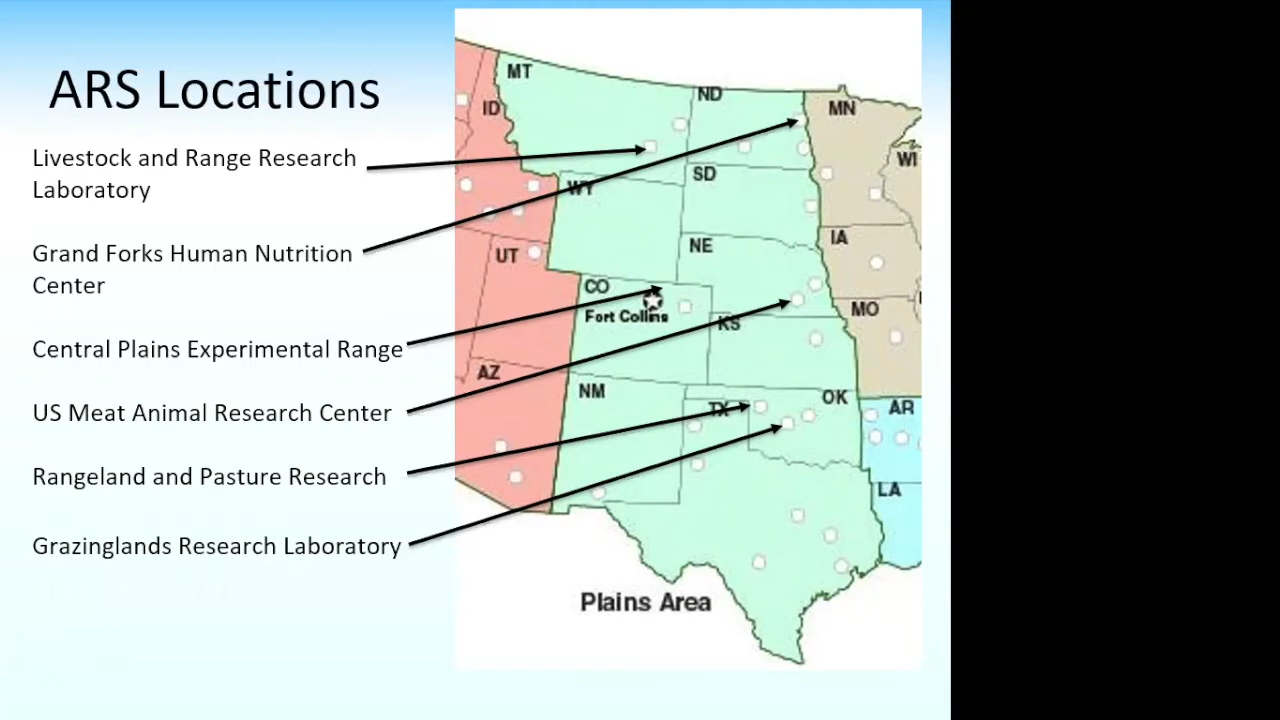 ARS Locations
Livestock and Range Research
Laboratory
Grand Forks Human Nutrition
Center
Central Plains Experimental Range
US Meat Animal Research Center
Rangeland and Pasture Research
Grazinglands Research Laboratory
MT
ND
ID
MN
WI
WY
SD
UT
NE
IA
CO
Fort Collins
KS
MO
AZ
NM
TX
OK
AR
LA
Plains Area